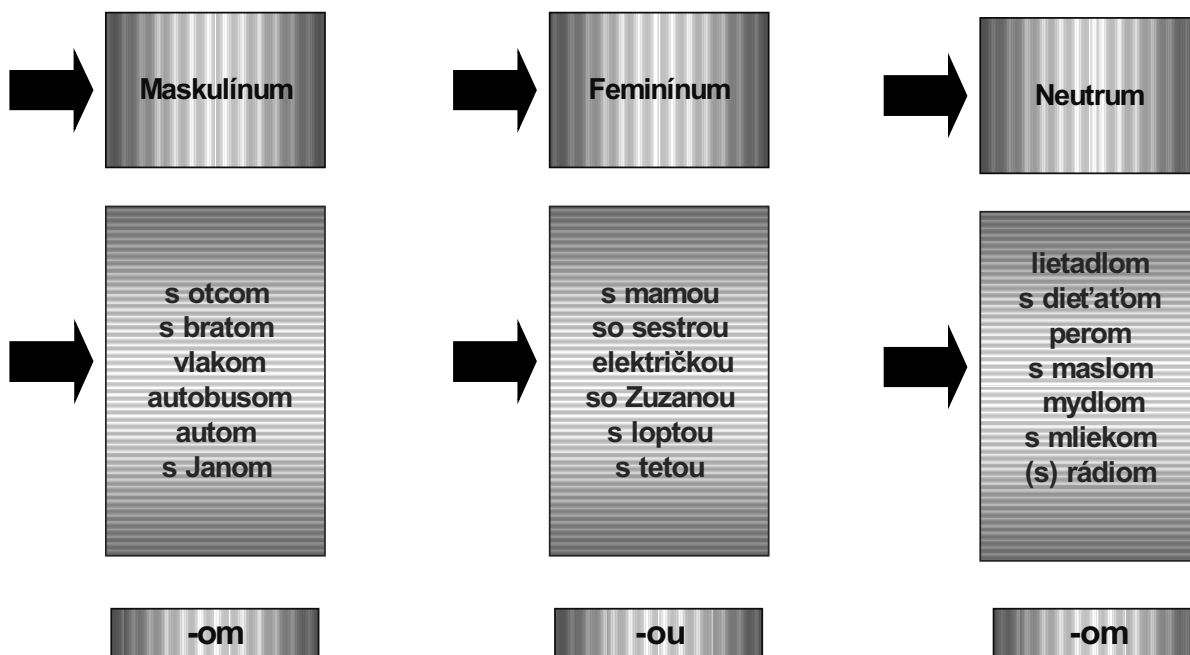 Maskulínum
Feminínum
Neutrum
s otcom
s bratom
vlakom
autobusom
autom
s Janom
s mamou
so sestrou
električkou
so Zuzanou
s loptou
s tetou
lietadlom
s dieťaťom
perom
s maslom
mydlom
s mliekom
(s) rádiom
-om
-ou
-om